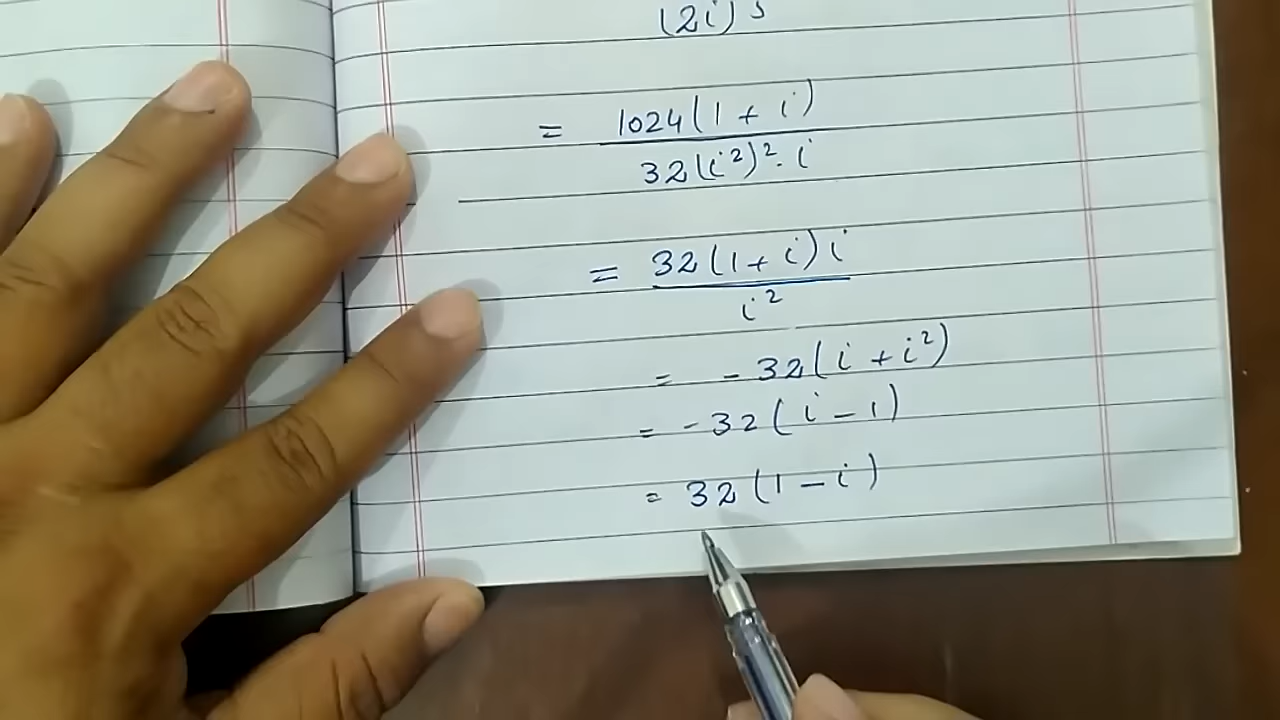 (2i)⁵
= 1024(1 + i) / 32(i²)². i
= 32(1 + i) i / i²
= - 32(i + i²)
= - 32(i - 1)
= 32(1 - i)